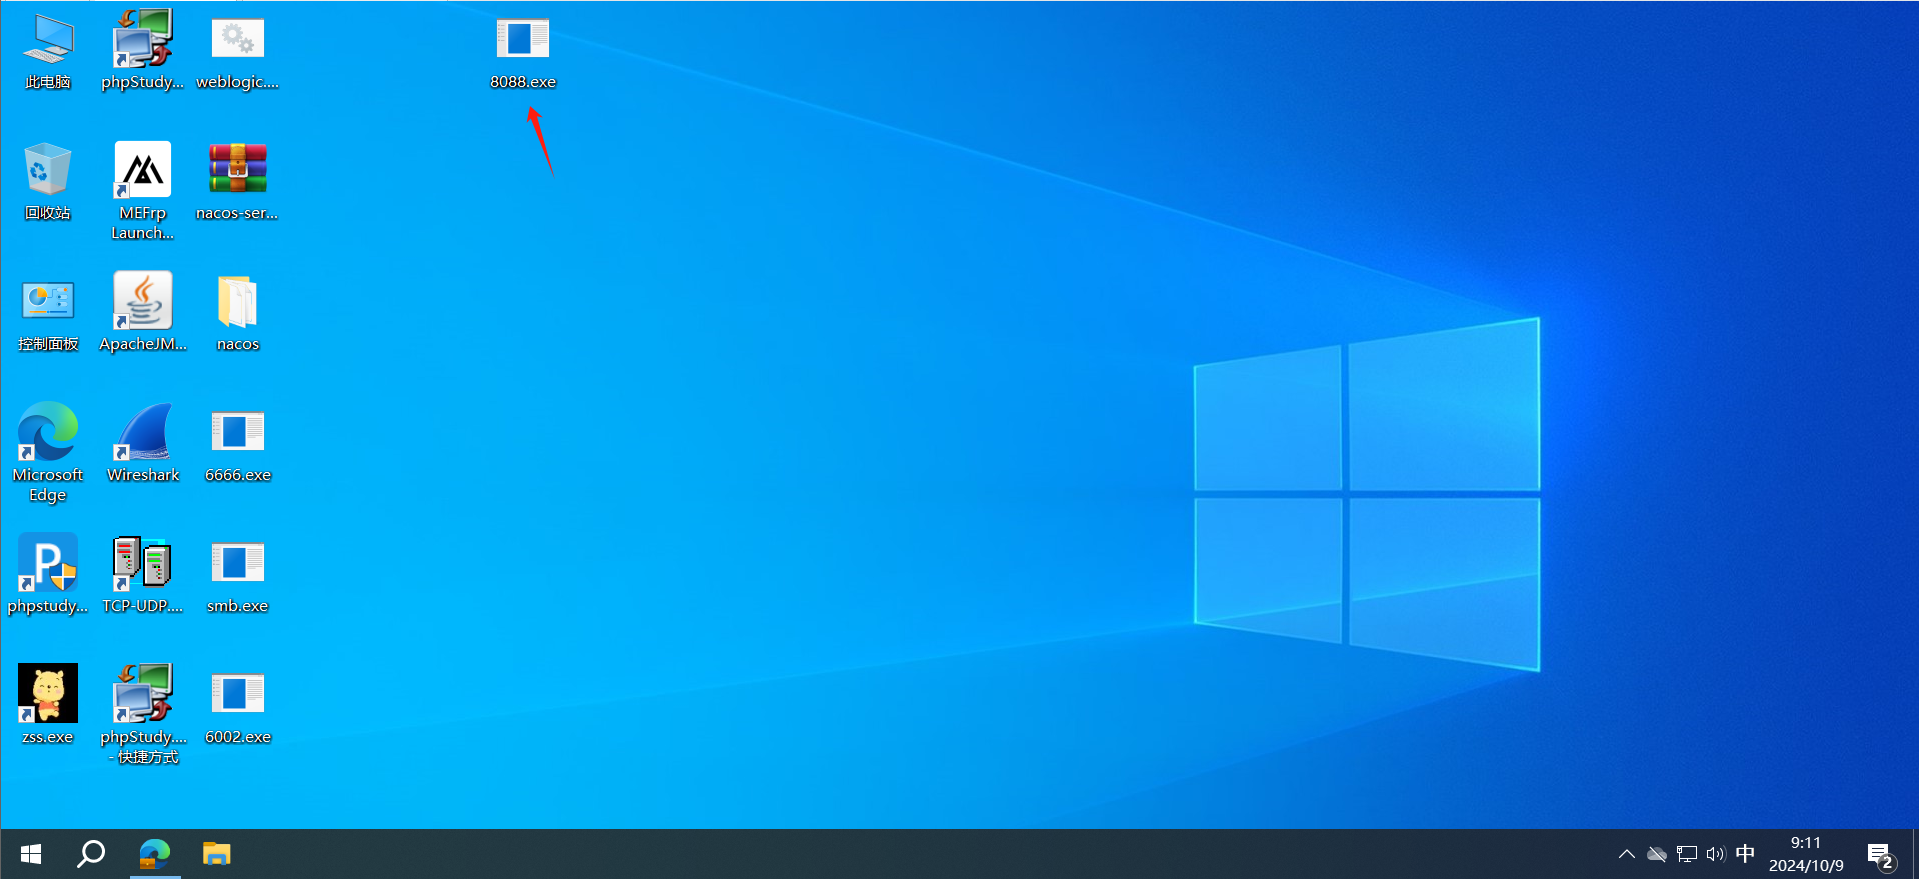 此电脑
phpStudy...
weblogic....
8088.exe
回收站
MEFrp
Launch...
nacos-ser...
控制面板
ApacheJM...
nacos
Microsoft
Edge
Wireshark
6666.exe
phpstudy...
TCP-UDP....
smb.exe
zss.exe
phpStudy....
- 快捷方式
6002.exe
中
9:11
2024/10/9
2